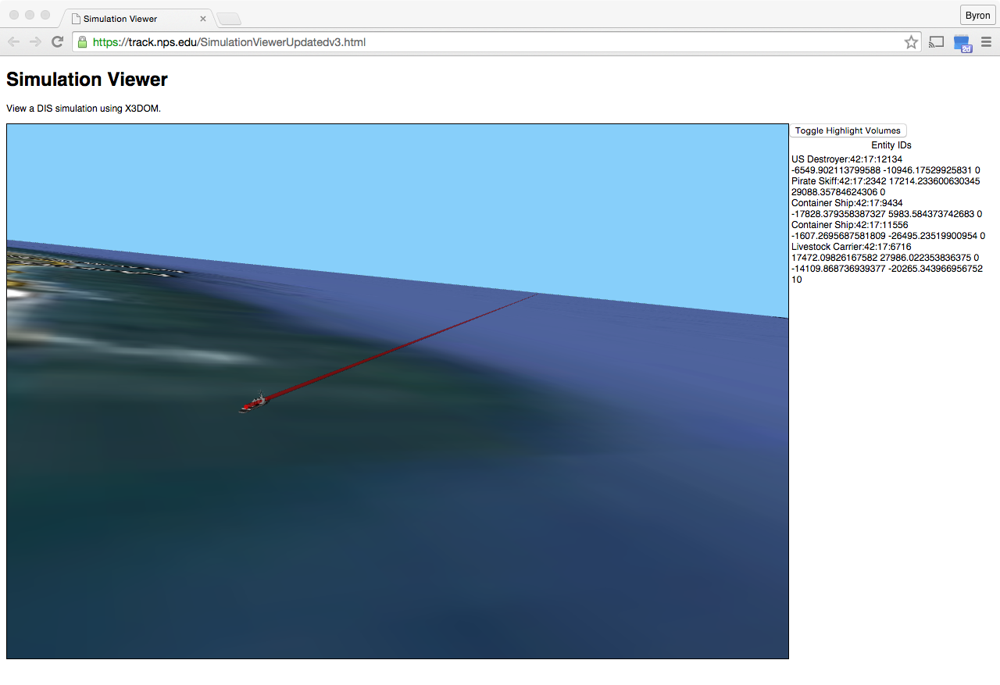 Simulation Viewer
Byron
https://track.nps.edu/SimulationViewerUpdatedv3.html
2d
Simulation Viewer
View a DIS simulation using X3DOM.
Toggle Highlight Volumes
Entity IDs
US Destroyer:42:17:12134
-6549.902113799588 -10946.17529925831 0
Pirate Skiff:42:17:2342 17214.233600630345
29088.35784624306 0
Container Ship:42:17:9434
-17828.379358387327 5983.584373742683 0
Container Ship:42:17:11556
-1607.2695687581809 -26495.23519900954 0
Livestock Carrier:42:17:6716
17472.09826167582 27986.022353836375 0
-14109.868736939377 -20265.343966956752
10